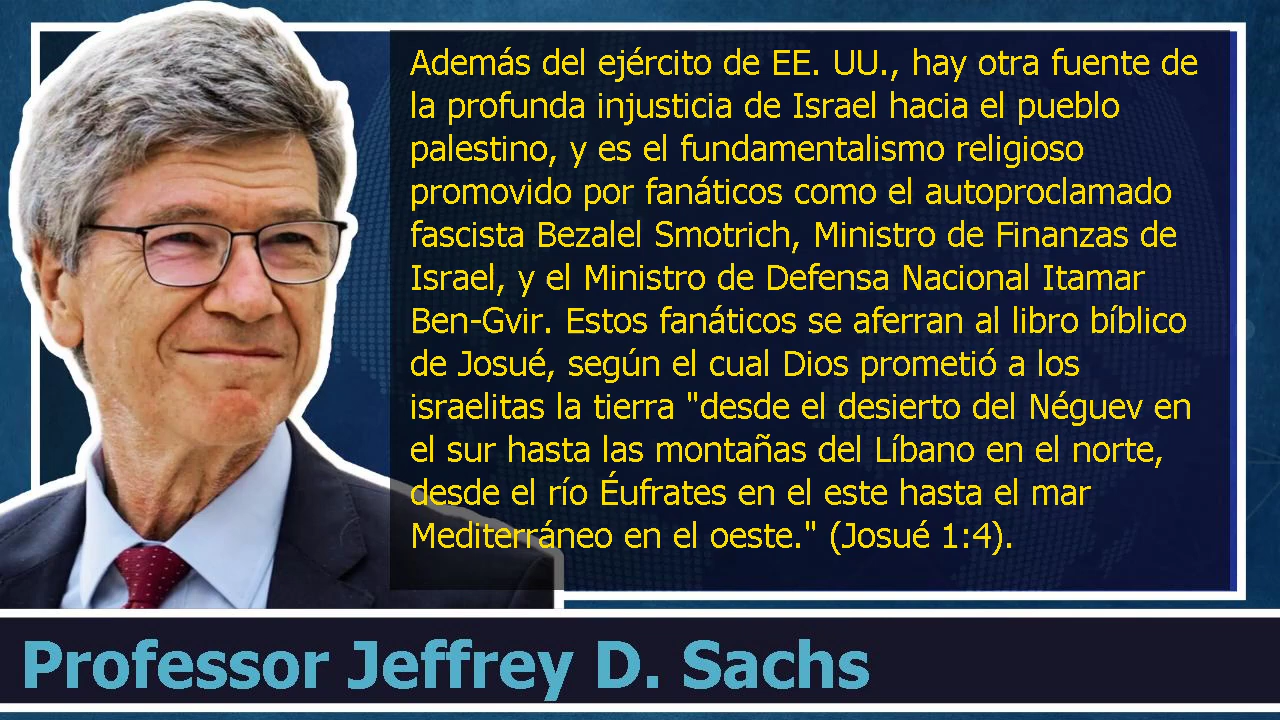 Además del ejército de EE. UU., hay otra fuente de
la profunda injusticia de Israel hacia el pueblo
palestino, y es el fundamentalismo religioso
promovido por fanáticos como el autoproclamado
fascista Bezalel Smotrich, Ministro de Finanzas de
Israel, y el Ministro de Defensa Nacional Itamar
Ben-Gvir. Estos fanáticos se aferran al libro bíblico
de Josué, según el cual Dios prometió a los
israelitas la tierra "desde el desierto del Néguev en
el sur hasta las montañas del Líbano en el norte,
desde el río Éufrates en el este hasta el mar
Mediterráneo en el oeste." (Josué 1:4).
Professor Jeffrey D. Sachs